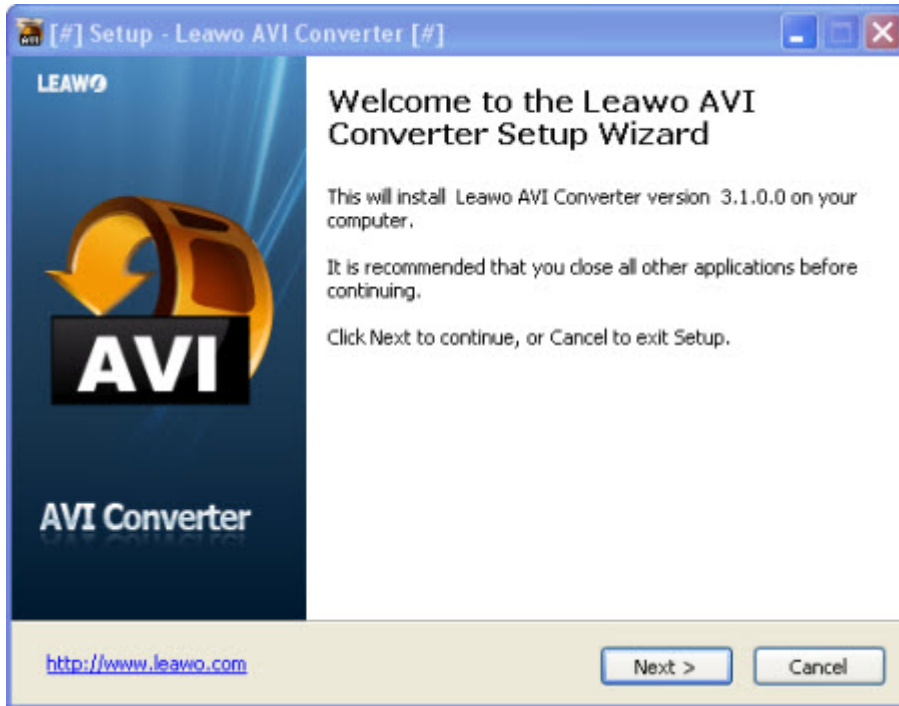 [#] Setup - Leawo AVI Converter [#]
LEAWO
Welcome to the Leawo AVI
Converter Setup Wizard
This will install Leawo AVI Converter version 3.1.0.0 on your
computer.
It is recommended that you close all other applications before
continuing.
Click Next to continue, or Cancel to exit Setup.
AVI
AVI Converter
http://www.leawo.com
Next >
Cancel